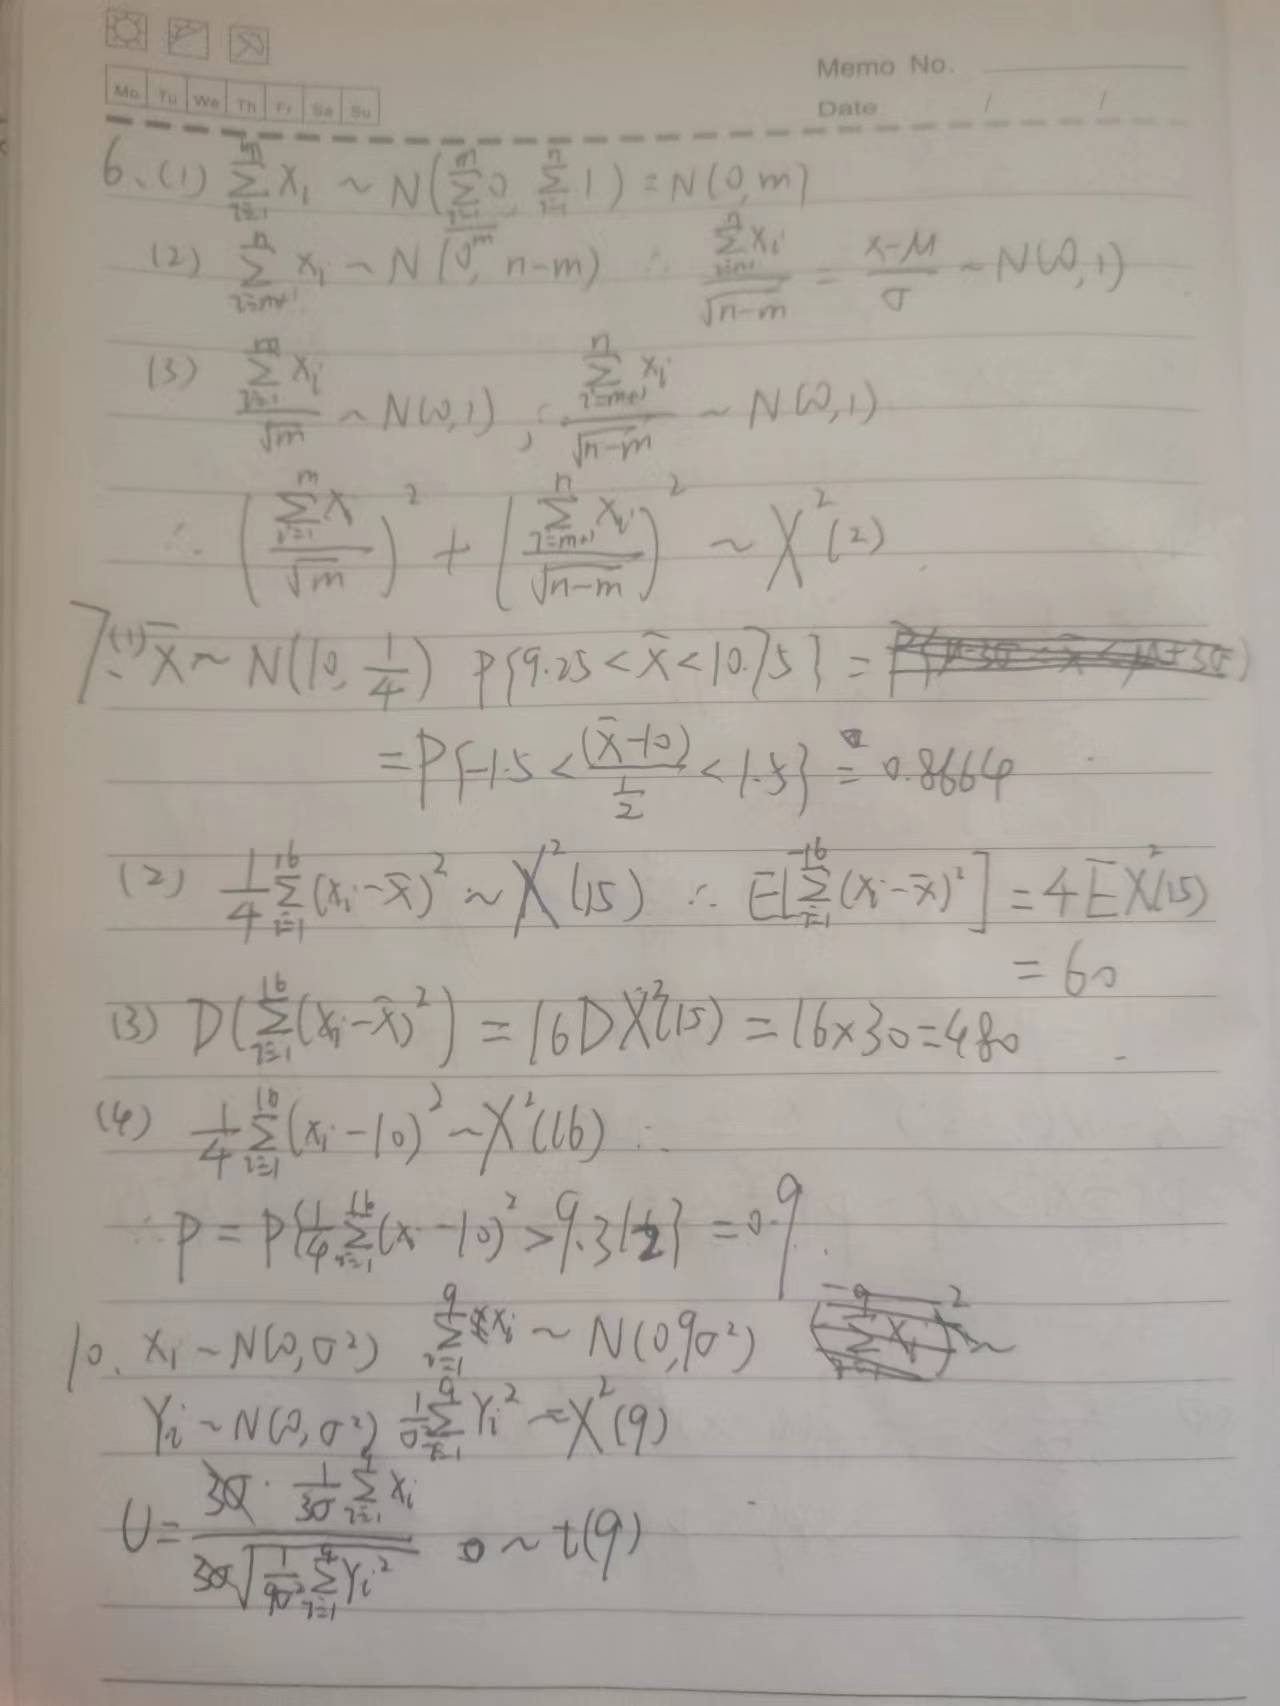 Memo No.
Mo Tu We Th Fr Sa Su
Date / /
6、(1) $\sum_{i=1}^{m} X_i \sim N(\sum_{i=1}^{m} 0, \sum_{i=1}^{n} 1) = N(0, m)$
(2) $\sum_{i=m+1}^{n} X_i \sim N(0, n-m)$ ∴ $\frac{\sum_{i=m+1}^{n} X_i}{\sqrt{n-m}} = \frac{x-\mu}{\sigma} \sim N(0,1)$
(3) $\frac{\sum_{i=1}^{m} X_i}{\sqrt{m}} \sim N(0,1)$, $\frac{\sum_{i=m+1}^{n} X_i}{\sqrt{n-m}} \sim N(0,1)$
∴ $\left(\frac{\sum_{i=1}^{m} X}{\sqrt{m}}\right)^2 + \left(\frac{\sum_{i=m+1}^{n} X_i}{\sqrt{n-m}}\right)^2 \sim \chi^2(2)$
7、(1) $\bar{X} \sim N(10, \frac{1}{4})$ $P\{9.25 < \bar{X} < 10.75\} =$
$= P\{-1.5 < \frac{(\bar{X}-10)}{\frac{1}{2}} < 1.5\} = 0.8664$
(2) $\frac{1}{4}\sum_{i=1}^{16}(X_i - \bar{X})^2 \sim \chi^2(15)$ ∴ $E[\sum_{i=1}^{16}(X_i - \bar{X})^2] = 4E\chi^2(15)$
$= 60$
(3) $D(\sum_{i=1}^{16}(X_i - \bar{X})^2) = 16D\chi^2(15) = 16 \times 30 = 480$
(4) $\frac{1}{4}\sum_{i=1}^{16}(X_i - 10)^2 \sim \chi^2(16)$ ∴
∴ $P = P\{\frac{1}{4}\sum_{i=1}^{16}(X_i - 10)^2 > 9.312\} = 0.9$
10. $X_i \sim N(0, \sigma^2)$ $\sum_{i=1}^{9} X_i \sim N(0, 9\sigma^2)$ ~
$Y_i \sim N(0, \sigma^2)$ $\frac{1}{\sigma^2}\sum_{i=1}^{9} Y_i^2 = \chi^2(9)$
$U = \frac{3\sigma \cdot \frac{1}{3\sigma}\sum_{i=1}^{9} X_i}{3\sigma\sqrt{\frac{1}{9\sigma^2}\sum_{i=1}^{9} Y_i^2}} \sim t(9)$